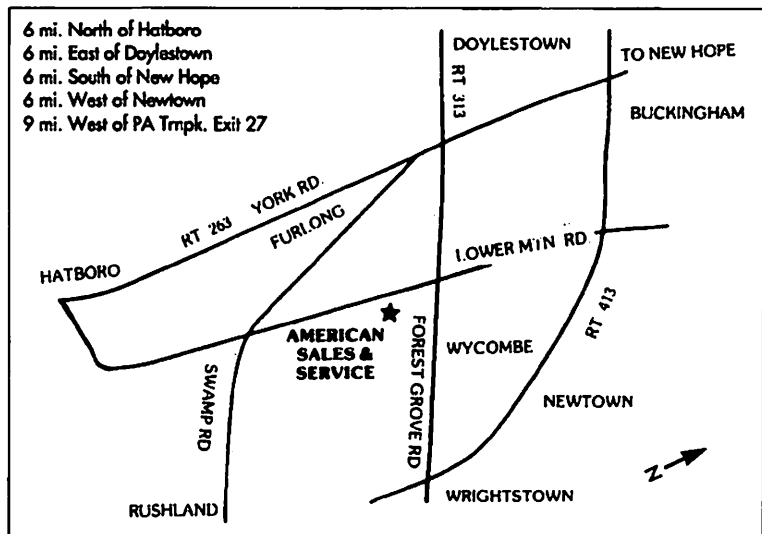 6 mi. North of Hatboro
6 mi. East of Doylestown
6 mi. South of New Hope
6 mi. West of Newtown
9 mi. West of PA Trnpk. Exit 27
DOYLESTOWN
TO NEW HOPE
RT 313
BUCKINGHAM
RT 263 YORK RD.
FURLONG
HATBORO
LOWER MTN RD.
RT 413
AMERICAN
SALES &
SERVICE
FOREST GROVE RD
WYCOMBE
SWAMP RD
NEWTOWN
N
WRIGHTSTOWN
RUSHLAND